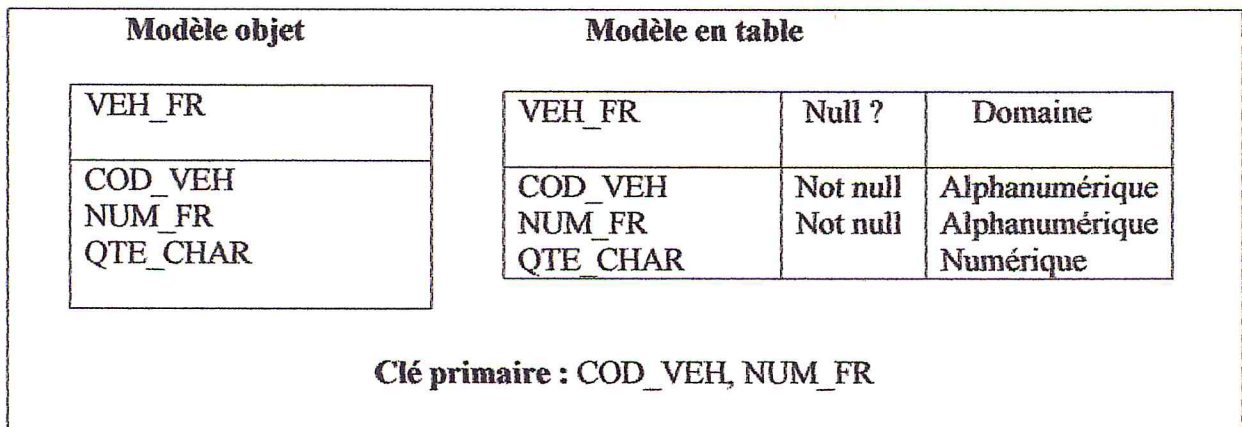 Modèle objet
Modèle en table
VEH_FR
COD_VEH
NUM_FR
QTE_CHAR
VEH_FR Null ? Domaine
COD_VEH Not null Alphanumérique
NUM_FR Not null Alphanumérique
QTE_CHAR Numérique
Clé primaire : COD_VEH, NUM_FR